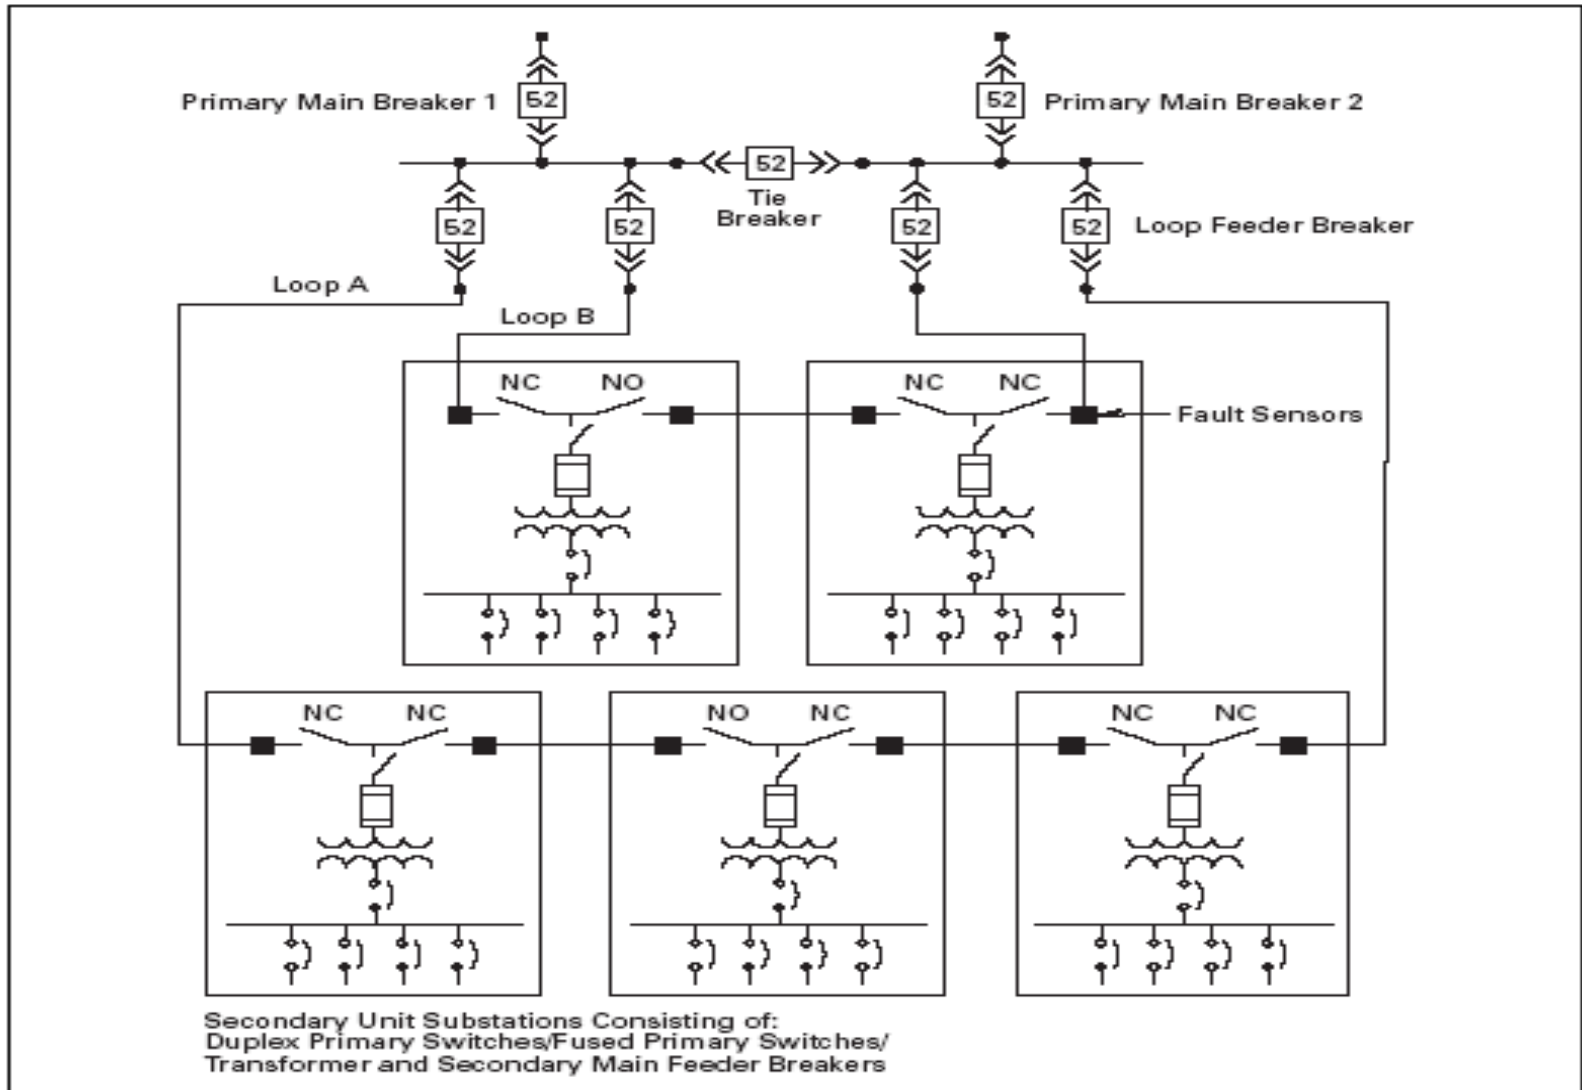 Primary Main Breaker 1
52
52
Primary Main Breaker 2
52
Tie
Breaker
52
52
52
52
Loop Feeder Breaker
Loop A
Loop B
NC
NO
NC
NC
Fault Sensors
NC
NC
NO
NC
NC
NC
Secondary Unit Substations Consisting of:
Duplex Primary Switches/Fused Primary Switches/
Transformer and Secondary Main Feeder Breakers